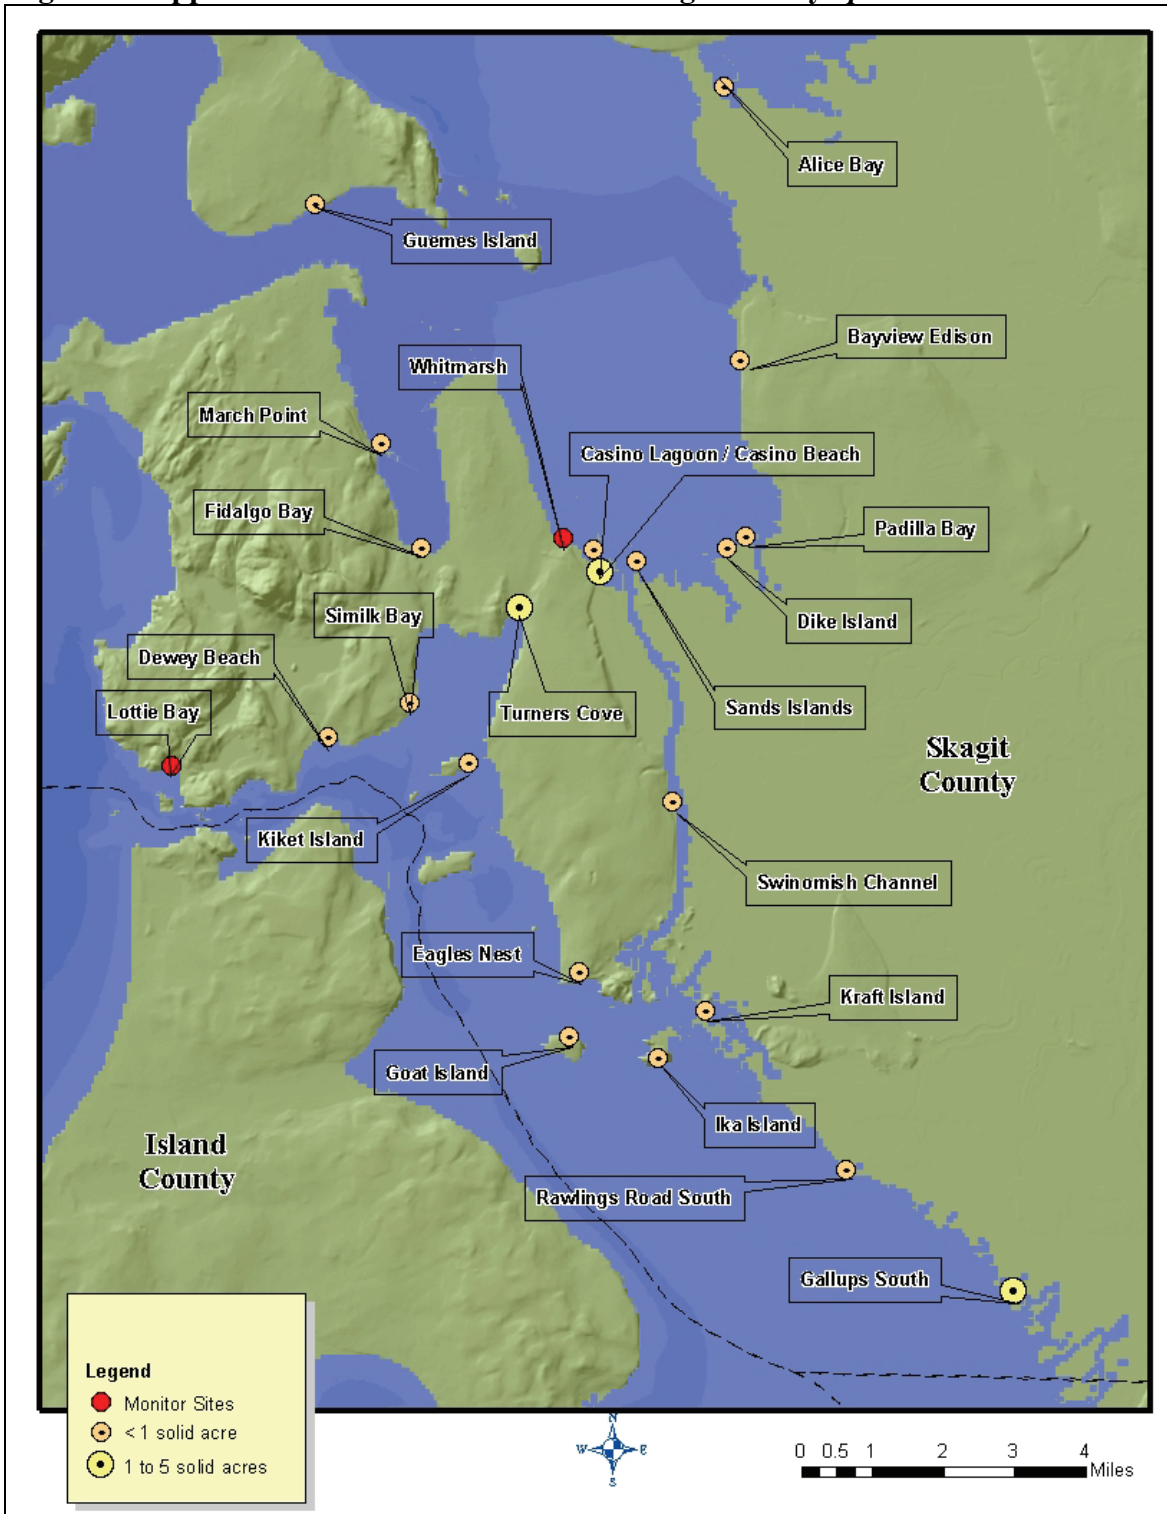 Alice Bay
Guemes Island
Bayview Edison
Whitmarsh
March Point
Casino Lagoon / Casino Beach
Fidalgo Bay
Padilla Bay
Similk Bay
Dike Island
Dewey Beach
Lottie Bay
Turners Cove
Sands Islands
Skagit
County
Kiket Island
Swinomish Channel
Eagles Nest
Kraft Island
Goat Island
Ika Island
Island
County
Rawlings Road South
Gallups South
Legend
Monitor Sites
< 1 solid acre
1 to 5 solid acres
N
W
E
S
0 0.5 1 2 3 4
Miles